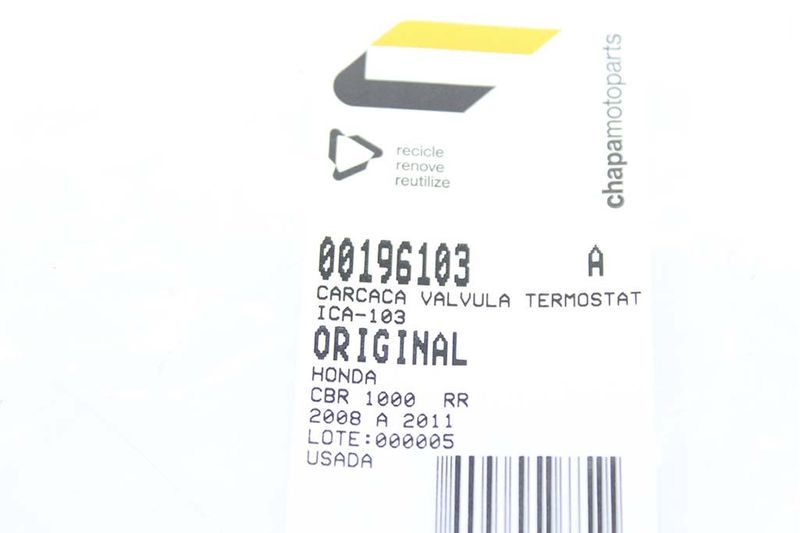 chapamotoparts
recicle
renove
reutilize
00196103 A
CARCACA VALVULA TERMOSTAT
ICA-103
ORIGINAL
HONDA
CBR 1000 RR
2008 A 2011
LOTE:000005
USADA